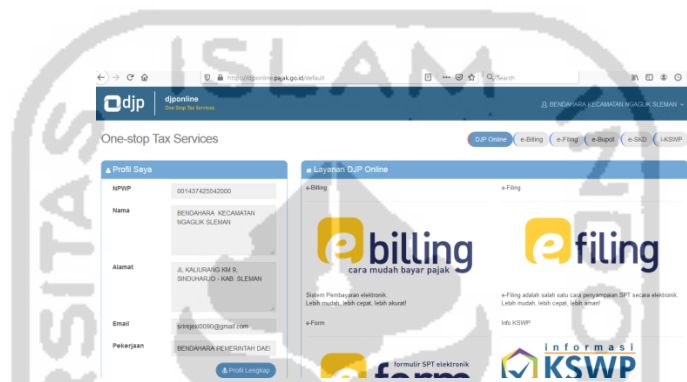 ISLAM
https://djponline.pajak.go.id/default
Search
djp
djponline
One Stop Tax Services
BENDAHARA KECAMATAN NGAGLIK SLEMAN
One-stop Tax Services
DJP Online e-Billing e-Filing e-Bupot e-SKD i-KSWP
Profil Saya
NPWP
001437425542000
Nama
BENDAHARA KECAMATAN
NGAGLIK SLEMAN
Alamat
JL KALIURANG KM 9,
SINDUHARJO - KAB. SLEMAN
Email
Pekerjaan
BENDAHARA PEMERINTAH DAE
Profil Lengkap
Layanan DJP Online
e-Billing
e billing
cara mudah bayar pajak
Sistem Pembayaran elektronik.
Lebih mudah, lebih cepat, lebih akurat!
e-Filing
e filing
e-Filing adalah salah satu cara penyampaian SPT secara elektronik.
Lebih mudah, lebih cepat, lebih aman!
e-Form
formulir SPT elektronik
e form
Info KSWP
informasi
KSWP